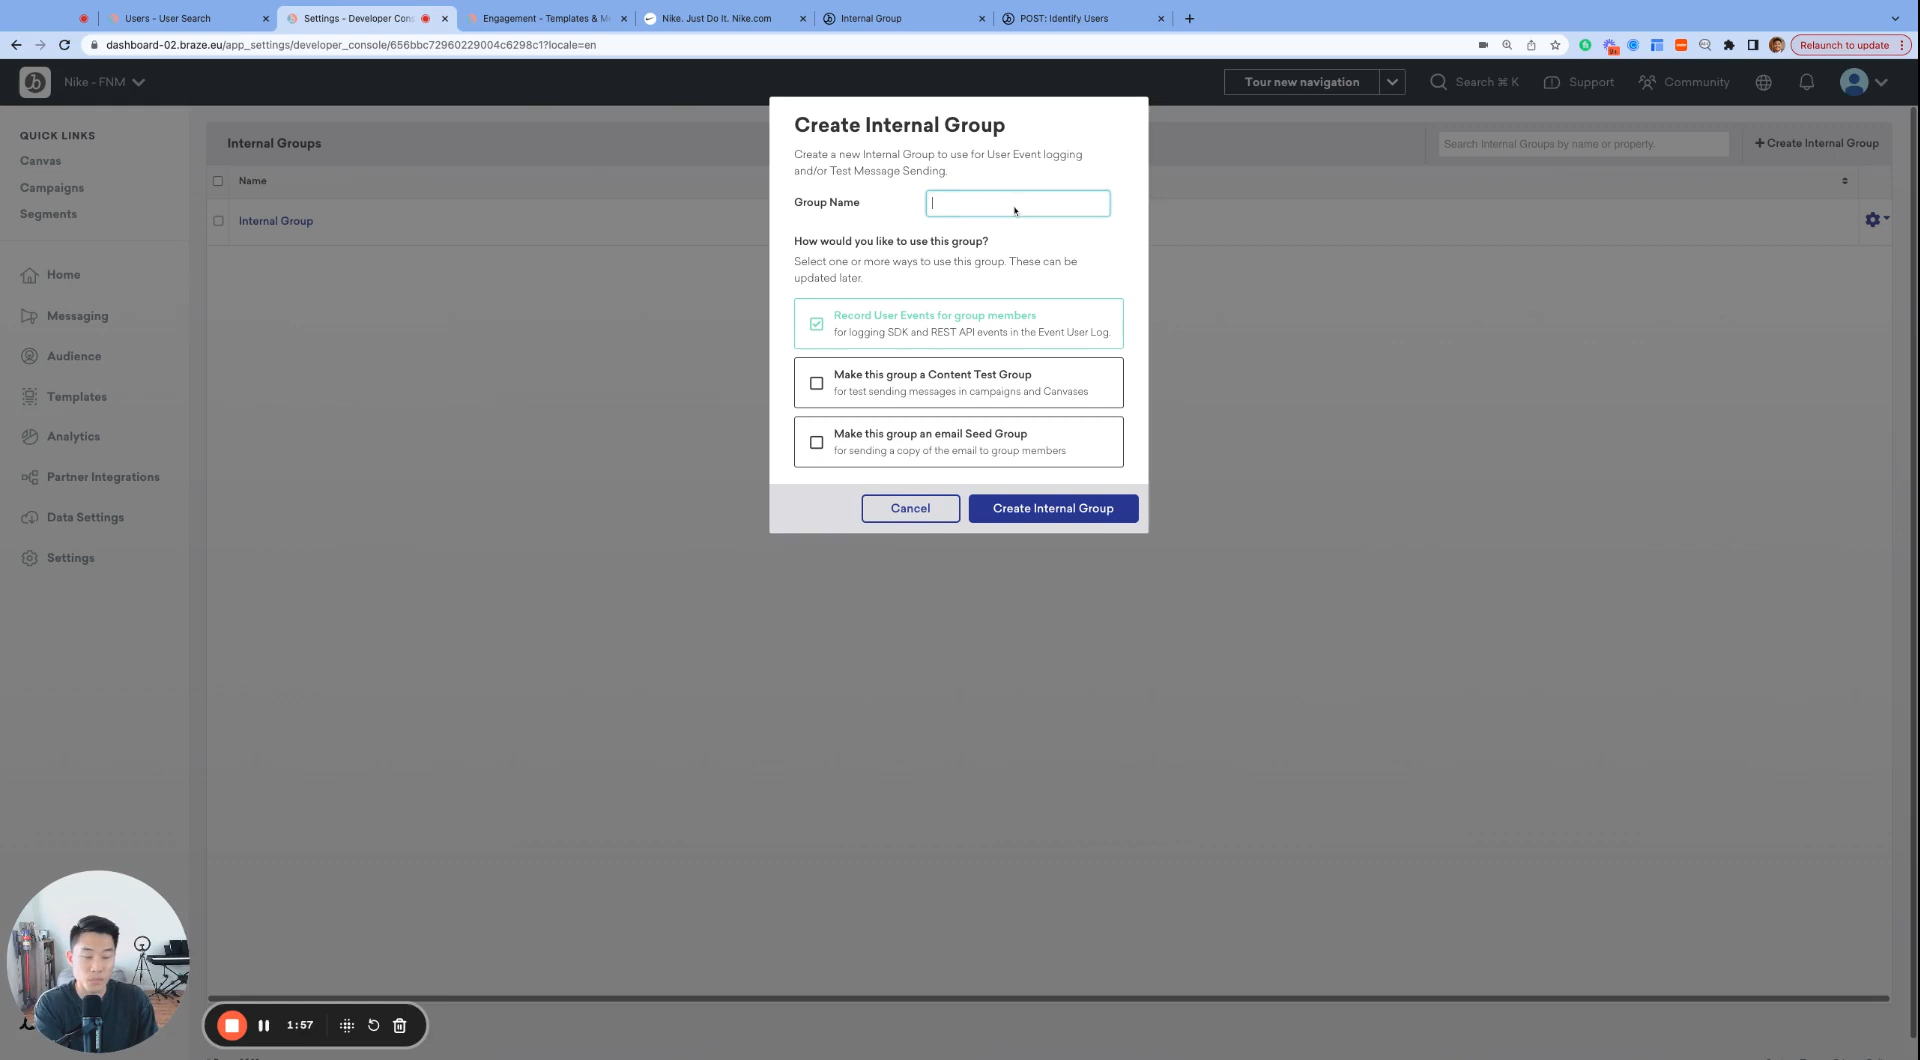 Users - User Search
Settings - Developer Con
Engagement - Templates & M
Nike. Just Do It. Nike.com
Internal Group
POST: Identify Users
dashboard-02.braze.eu/app_settings/developer_console/656bbc72960229004c6298c1?locale=en
Relaunch to update
Nike - FNM
Tour new navigation
Search ⌘ K
Support
Community
QUICK LINKS
Canvas
Campaigns
Segments
Home
Messaging
Audience
Templates
Analytics
Partner Integrations
Data Settings
Settings
Internal Groups
Search Internal Groups by name or property.
+ Create Internal Group
Name
Internal Group
Create Internal Group
Create a new Internal Group to use for User Event logging
and/or Test Message Sending.
Group Name
How would you like to use this group?
Select one or more ways to use this group. These can be
updated later.
Record User Events for group members
for logging SDK and REST API events in the Event User Log.
Make this group a Content Test Group
for test sending messages in campaigns and Canvases
Make this group an email Seed Group
for sending a copy of the email to group members
Cancel
Create Internal Group
1:57